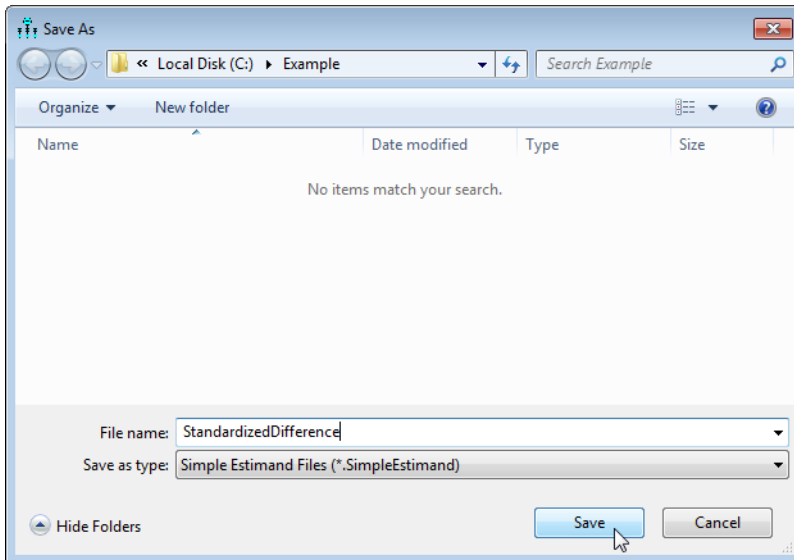 Save As
« Local Disk (C:) Example Search Example
Organize New folder
Name Date modified Type Size
No items match your search.
File name: StandardizedDifference
Save as type: Simple Estimand Files (*.SimpleEstimand)
Hide Folders Save Cancel